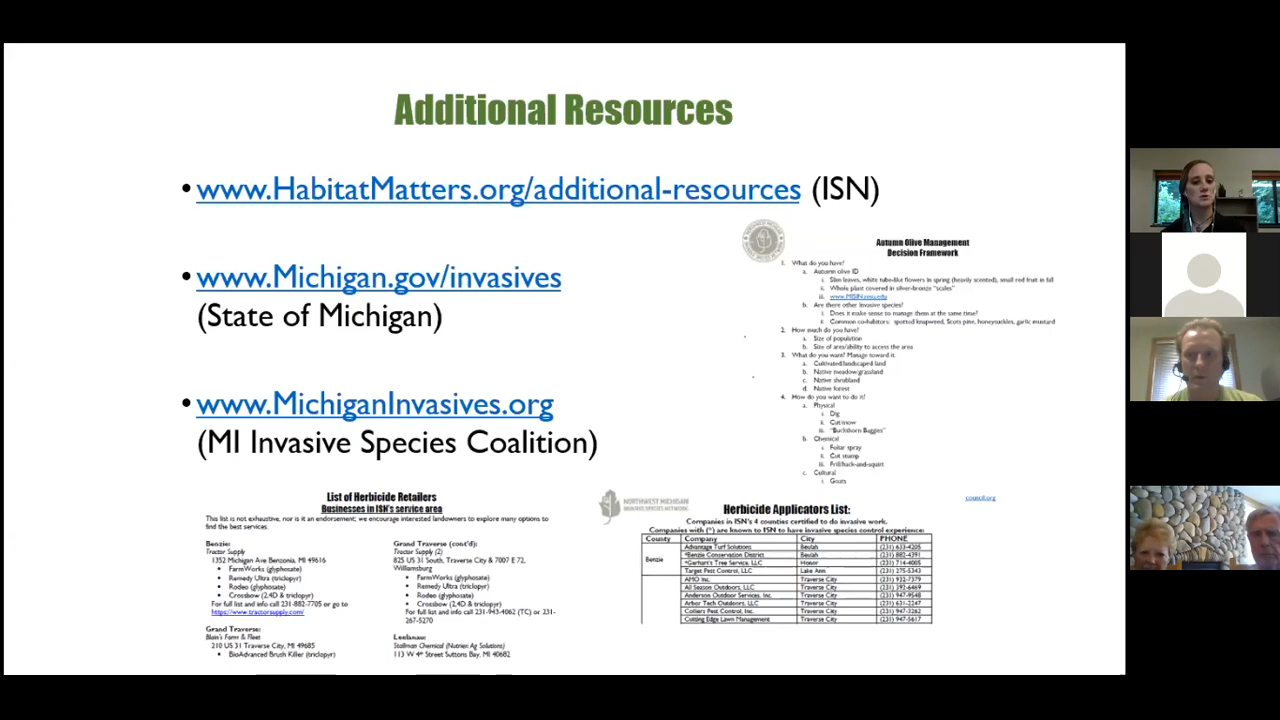 Additional Resources
• www.HabitatMatters.org/additional-resources (ISN)
• www.Michigan.gov/invasives
(State of Michigan)
• www.MichiganInvasives.org
(MI Invasive Species Coalition)
Autumn Olive Management
Decision Framework
1. What do you have?
a. Autumn olive ID
i. Slim leaves, white tube-like flowers in spring (heavily scented), small red fruit in fall
ii. Whole plant covered in silver-bronze "scales"
iii. www.MISIN.msu.edu
b. Are there other invasive species?
i. Does it make sense to manage them at the same time?
ii. Common co-habitors: spotted knapweed, Scots pine, honeysuckles, garlic mustard
2. How much do you have?
a. Size of population
b. Size of area/ability to access the area
3. What do you want? Manage toward it.
a. Cultivated/landscaped land
b. Native meadow/grassland
c. Native shrubland
d. Native forest
4. How do you want to do it?
a. Physical
i. Dig
ii. Cut/mow
iii. "Buckthorn Baggies"
b. Chemical
i. Foliar spray
ii. Cut stump
iii. Frill/hack-and-squirt
c. Cultural
i. Goats
List of Herbicide Retailers
Businesses in ISN's service area
This list is not exhaustive, nor is it an endorsement; we encourage interested landowners to explore many options to
find the best services.
Benzie:
Tractor Supply
1352 Michigan Ave Benzonia, MI 49616
• FarmWorks (glyphosate)
• Remedy Ultra (triclopyr)
• Rodeo (glyphosate)
• Crossbow (2,4D & triclopyr)
For full list and info call 231-882-7705 or go to
https://www.tractorsupply.com/
Grand Traverse:
Blain's Farm & Fleet
210 US 31 Traverse City, MI 49685
• BioAdvanced Brush Killer (triclopyr)
Grand Traverse (cont'd):
Tractor Supply (2)
825 US 31 South, Traverse City & 7007 E 72,
Williamsburg
• FarmWorks (glyphosate)
• Remedy Ultra (triclopyr)
• Rodeo (glyphosate)
• Crossbow (2,4D & triclopyr)
For full list and info call 231-943-4062 (TC) or 231-
267-5270
Leelanau:
Stallman Chemical (Nutrien Ag Solutions)
113 W 4th Street Suttons Bay, MI 40682
NORTHWEST MICHIGAN
INVASIVE SPECIES NETWORK
council.org
Herbicide Applicators List:
Companies in ISN's 4 counties certified to do invasive work.
Companies with (*) are known to ISN to have invasive species control experience:
County Company City PHONE
Benzie Advantage Turf Solutions Beulah (231) 633-4205
*Benzie Conservation District Beulah (231) 882-4391
*Gorham's Tree Service, LLC Honor (231) 714-4005
Target Pest Control, LLC Lake Ann (231) 275-5343
AMO Inc. Traverse City (231) 922-7379
All Season Outdoors, LLC Traverse City (231) 392-6469
Anderson Outdoor Services, Inc. Traverse City (231) 947-9548
Arbor Tech Outdoors, LLC Traverse City (231) 631-2247
Colliers Pest Control, Inc. Traverse City (231) 947-3262
Cutting Edge Lawn Management Traverse City (231) 947-5617